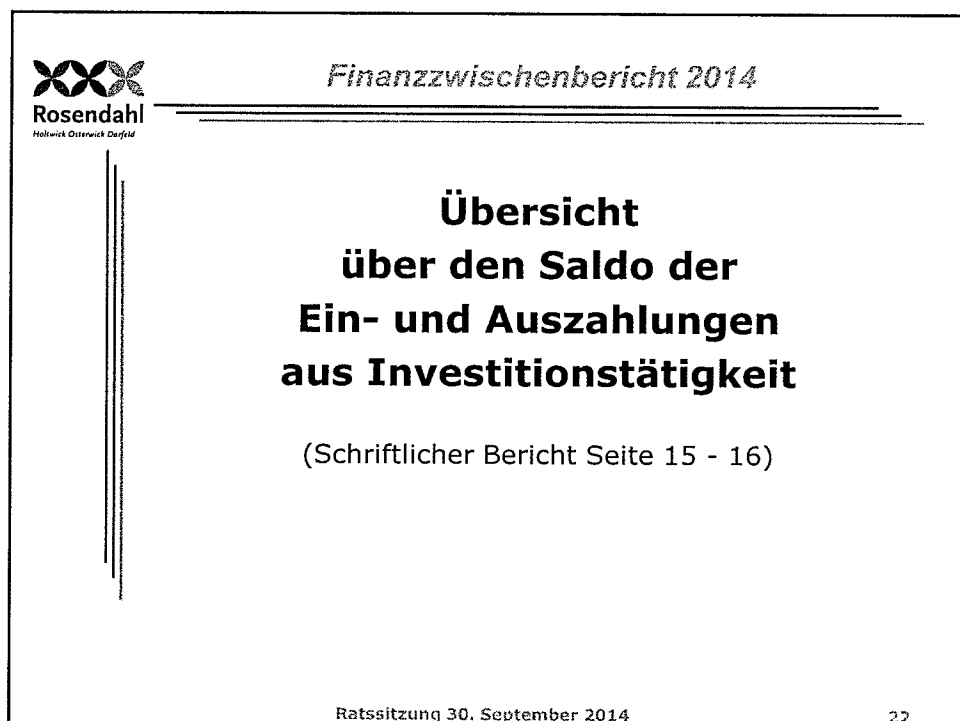 Finanzzwischenbericht 2014
Rosendahl
Holtwick Osterwick Darfeld
Übersicht
über den Saldo der
Ein- und Auszahlungen
aus Investitionstätigkeit
(Schriftlicher Bericht Seite 15 - 16)
Ratssitzung 30. September 2014
22